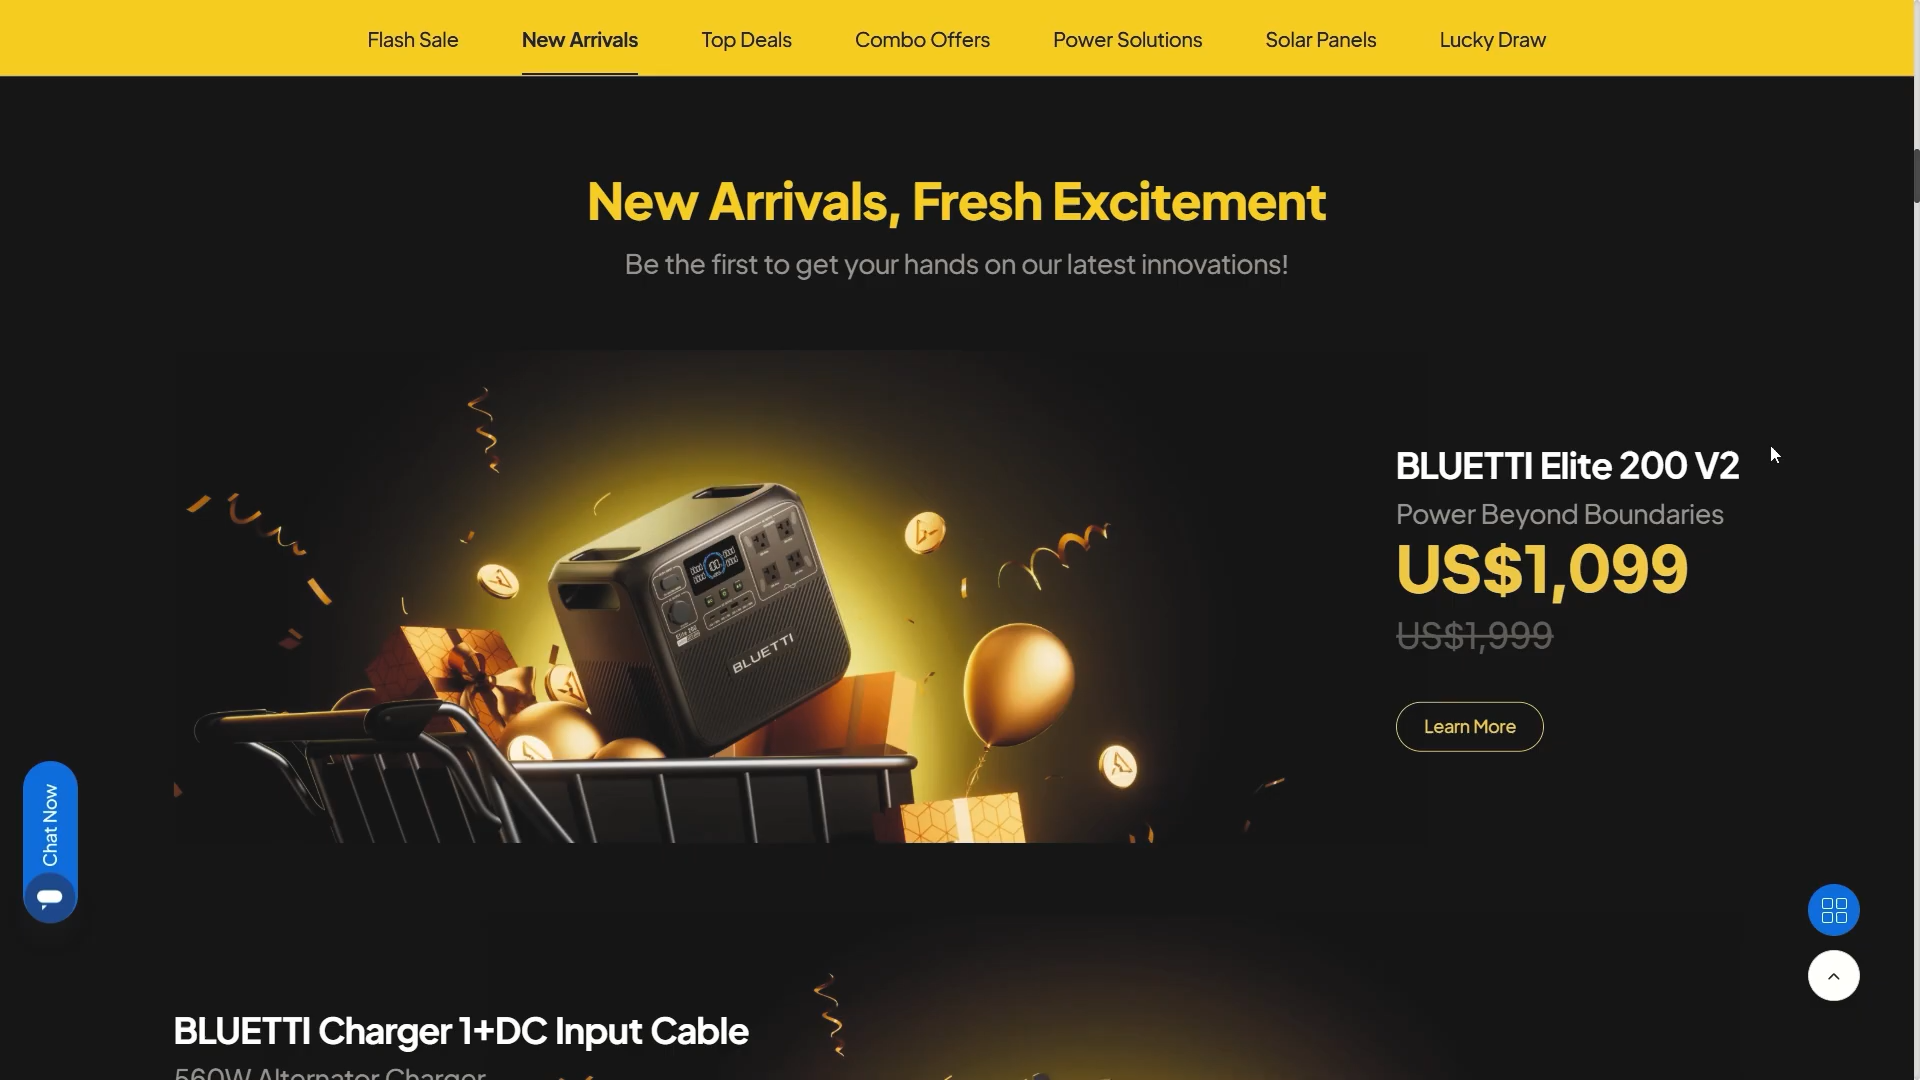 Flash Sale
New Arrivals
Top Deals
Combo Offers
Power Solutions
Solar Panels
Lucky Draw
New Arrivals, Fresh Excitement
Be the first to get your hands on our latest innovations!
BLUETTI Elite 200 V2
Power Beyond Boundaries
US$1,099
US$1,999
Learn More
BLUETTI
Chat Now
BLUETTI Charger 1+DC Input Cable
560W Alternator Charger